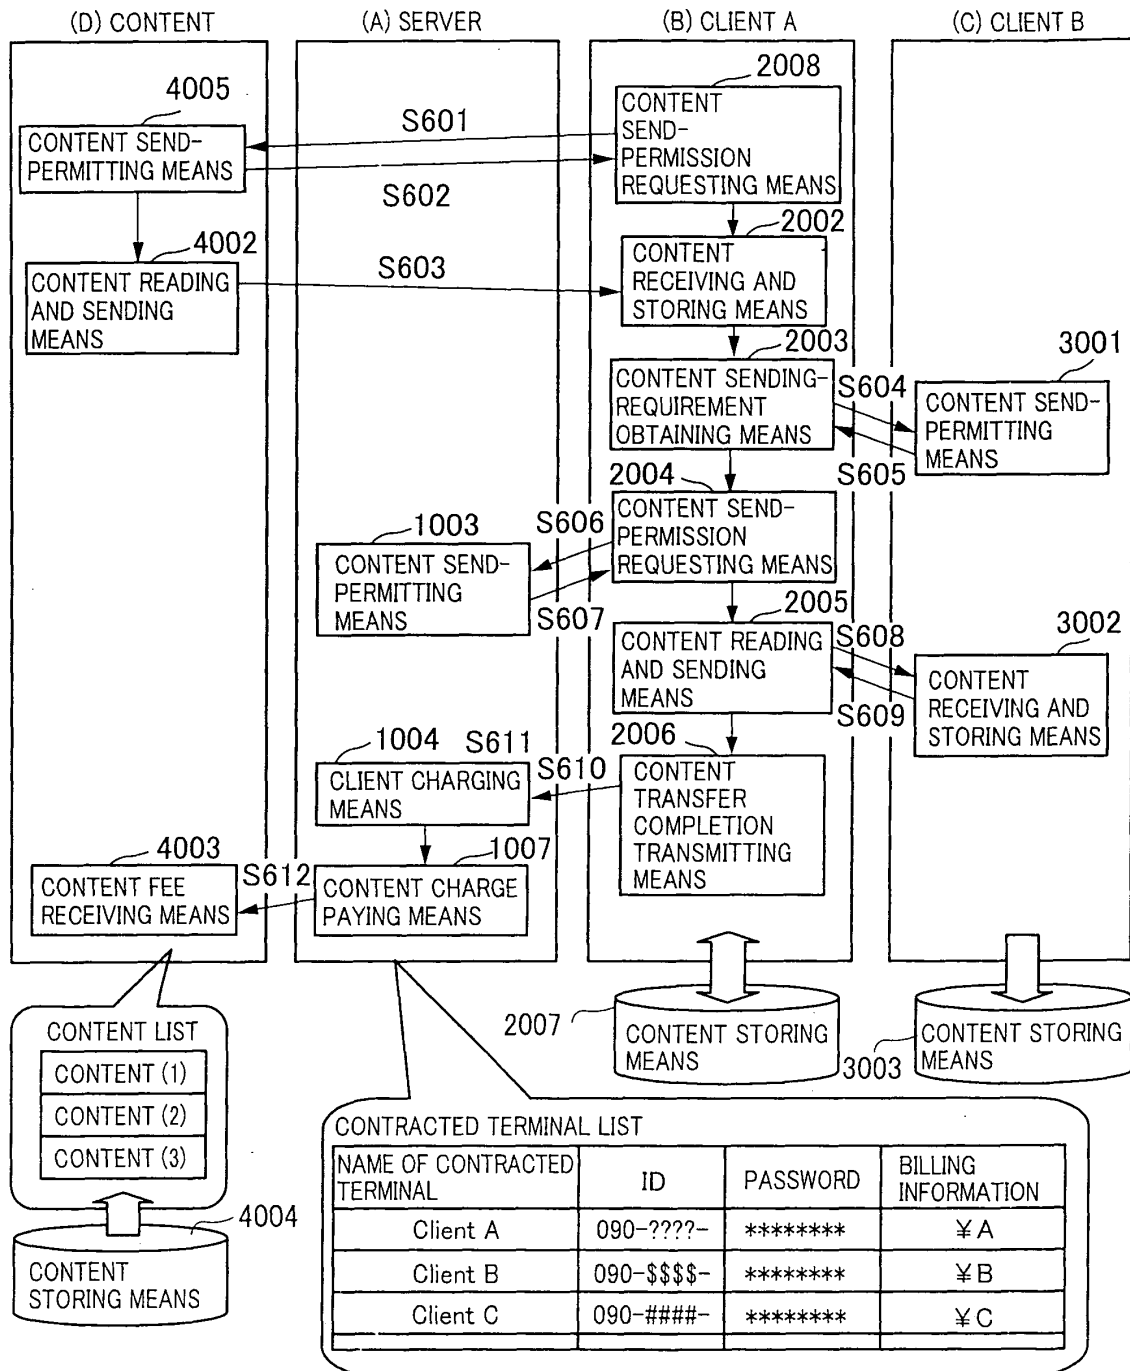 (D) CONTENT
(A) SERVER
(B) CLIENT A
(C) CLIENT B
4005
CONTENT SEND-
PERMITTING MEANS
S601
S602
2008
CONTENT
SEND-
PERMISSION
REQUESTING MEANS
4002
CONTENT READING
AND SENDING
MEANS
S603
2002
CONTENT
RECEIVING AND
STORING MEANS
2003
CONTENT SENDING-
REQUIREMENT
OBTAINING MEANS
S604
S605
3001
CONTENT SEND-
PERMITTING
MEANS
2004
CONTENT SEND-
PERMISSION
REQUESTING MEANS
S606
S607
1003
CONTENT SEND-
PERMITTING
MEANS
2005
CONTENT READING
AND SENDING
MEANS
S608
S609
3002
CONTENT
RECEIVING AND
STORING MEANS
1004
S611
CLIENT CHARGING
MEANS
S610
2006
CONTENT
TRANSFER
COMPLETION
TRANSMITTING
MEANS
4003
CONTENT FEE
RECEIVING MEANS
S612
1007
CONTENT CHARGE
PAYING MEANS
CONTENT LIST
CONTENT (1)
CONTENT (2)
CONTENT (3)
4004
CONTENT
STORING MEANS
2007
CONTENT STORING
MEANS
3003
CONTENT STORING
MEANS
CONTRACTED TERMINAL LIST
NAME OF CONTRACTED TERMINAL ID PASSWORD BILLING INFORMATION
Client A 090-????- ******** ¥A
Client B 090-$$$$- ******** ¥B
Client C 090-####- ******** ¥C